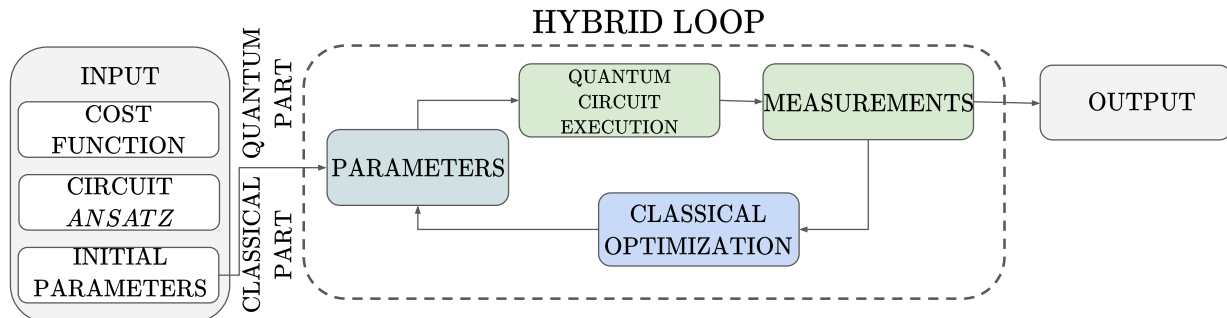 HYBRID LOOP
INPUT
COST
FUNCTION
CIRCUIT
ANSATZ
INITIAL
PARAMETERS
QUANTUM
PART
CLASSICAL
PART
PARAMETERS
QUANTUM
CIRCUIT
EXECUTION
MEASUREMENTS
CLASSICAL
OPTIMIZATION
OUTPUT